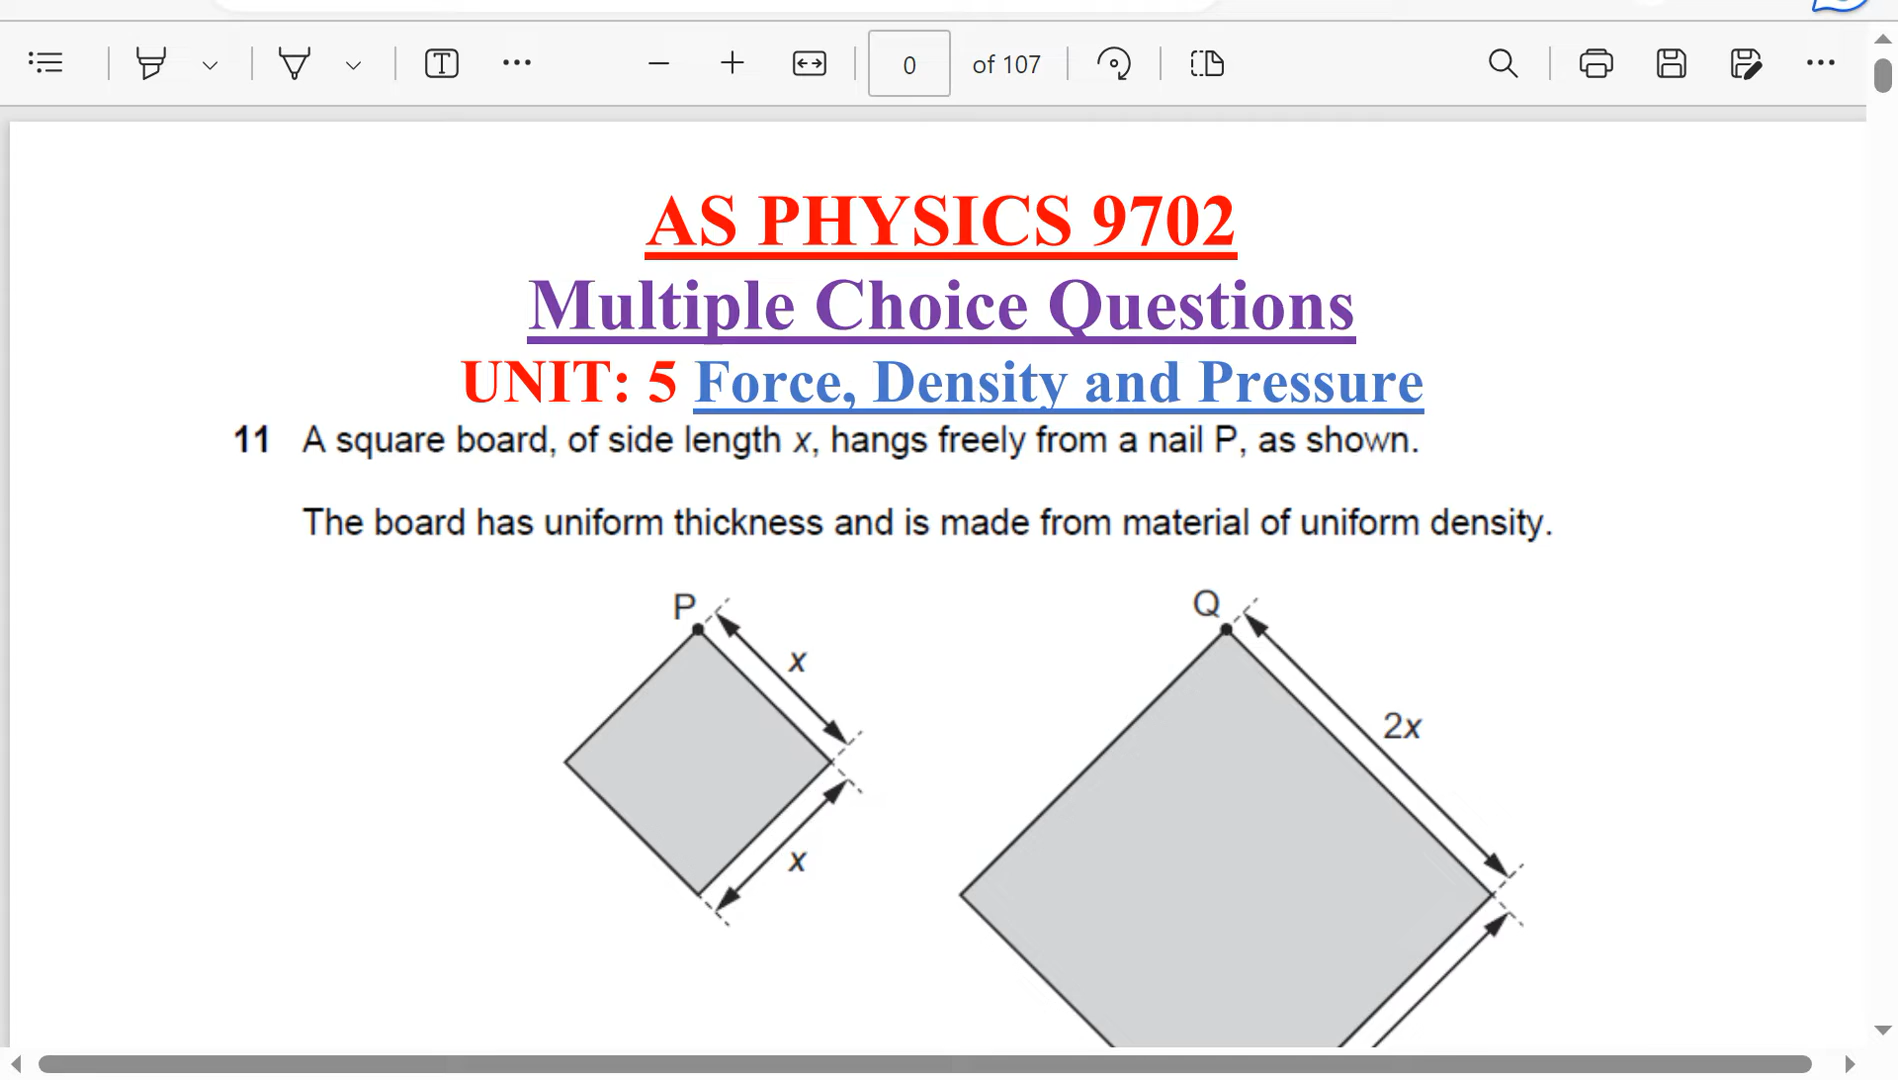 0 of 107
AS PHYSICS 9702
Multiple Choice Questions
UNIT: 5 Force, Density and Pressure
11 A square board, of side length x, hangs freely from a nail P, as shown.
The board has uniform thickness and is made from material of uniform density.
P
x
x
Q
2x